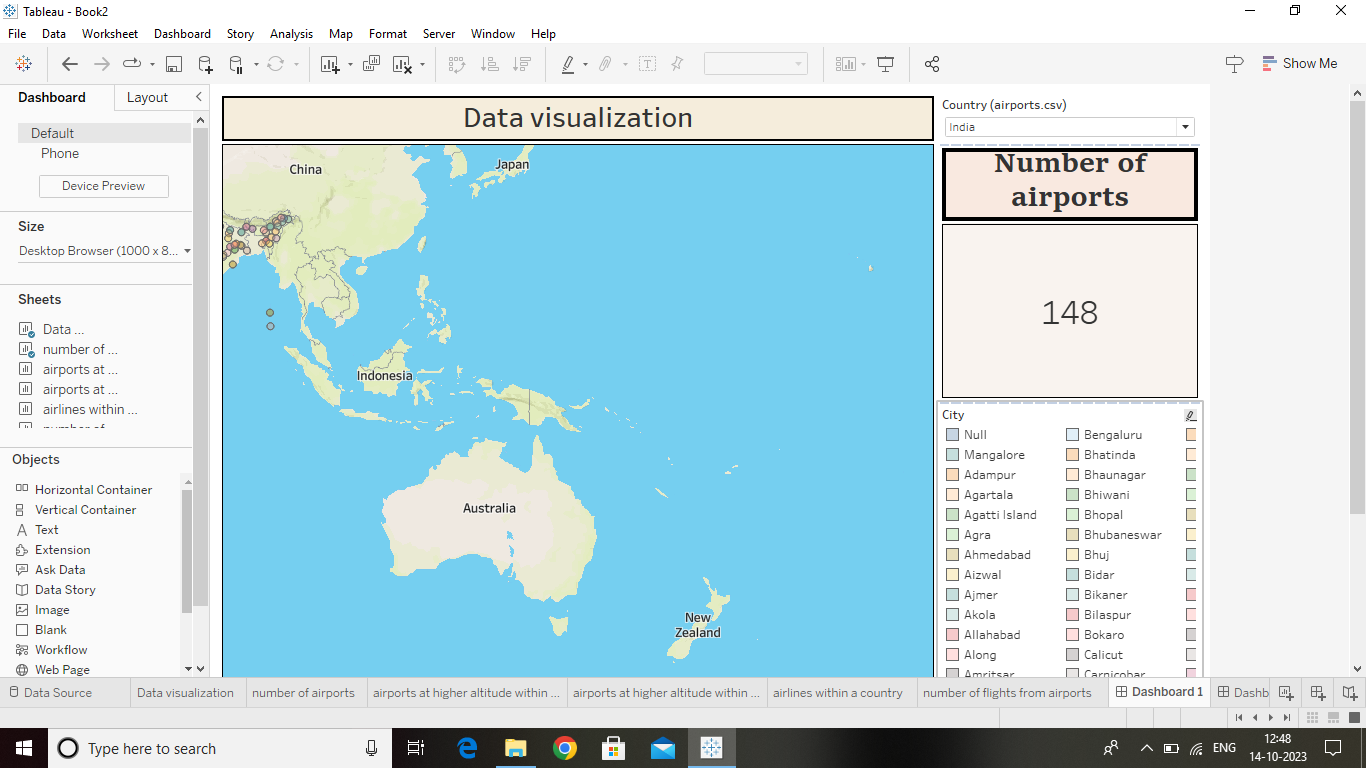 Tableau - Book2
File Data Worksheet Dashboard Story Analysis Map Format Server Window Help
Show Me
Dashboard Layout
Default
Phone
Device Preview
Size
Desktop Browser (1000 x 8...
Sheets
Data ...
number of ...
airports at ...
airports at ...
airlines within ...
number of
Objects
Horizontal Container
Vertical Container
Text
Extension
Ask Data
Data Story
Image
Blank
Workflow
Web Page
Data visualization
China
Japan
Indonesia
Australia
New
Zealand
Country (airports.csv)
India
Number of
airports
148
City
Null Bengaluru
Mangalore Bhatinda
Adampur Bhaunagar
Agartala Bhiwani
Agatti Island Bhopal
Agra Bhubaneswar
Ahmedabad Bhuj
Aizwal Bidar
Ajmer Bikaner
Akola Bilaspur
Allahabad Bokaro
Along Calicut
Amritsar Carnicobar
Data Source Data visualization number of airports airports at higher altitude within ... airports at higher altitude within ... airlines within a country number of flights from airports Dashboard 1 Dashb
Type here to search
ENG
12:48
14-10-2023